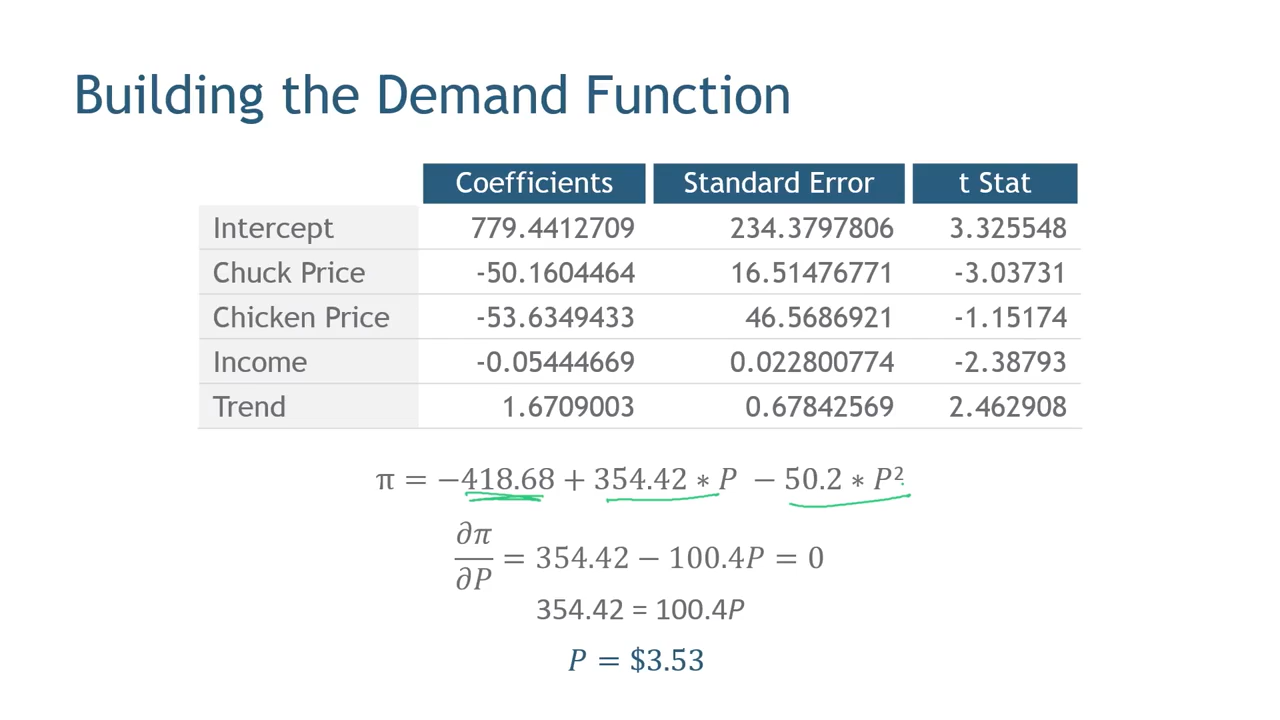 Building the Demand Function
Coefficients Standard Error t Stat
Intercept 779.4412709 234.3797806 3.325548
Chuck Price -50.1604464 16.51476771 -3.03731
Chicken Price -53.6349433 46.5686921 -1.15174
Income -0.05444669 0.022800774 -2.38793
Trend 1.6709003 0.67842569 2.462908
π = −418.68 + 354.42 ∗ P − 50.2 ∗ P²
∂π/∂P = 354.42 − 100.4P = 0
354.42 = 100.4P
P = $3.53